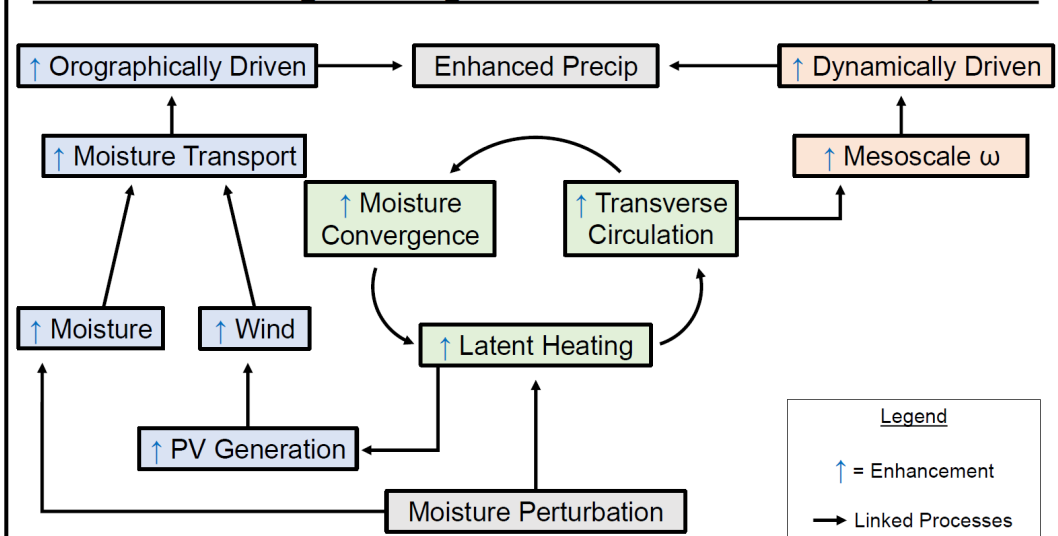 ↑ Orographically Driven
Enhanced Precip
↑ Dynamically Driven
↑ Moisture Transport
↑ Mesoscale ω
↑ Moisture
Convergence
↑ Transverse
Circulation
↑ Moisture
↑ Wind
↑ Latent Heating
↑ PV Generation
Moisture Perturbation
Legend
↑ = Enhancement
→ Linked Processes